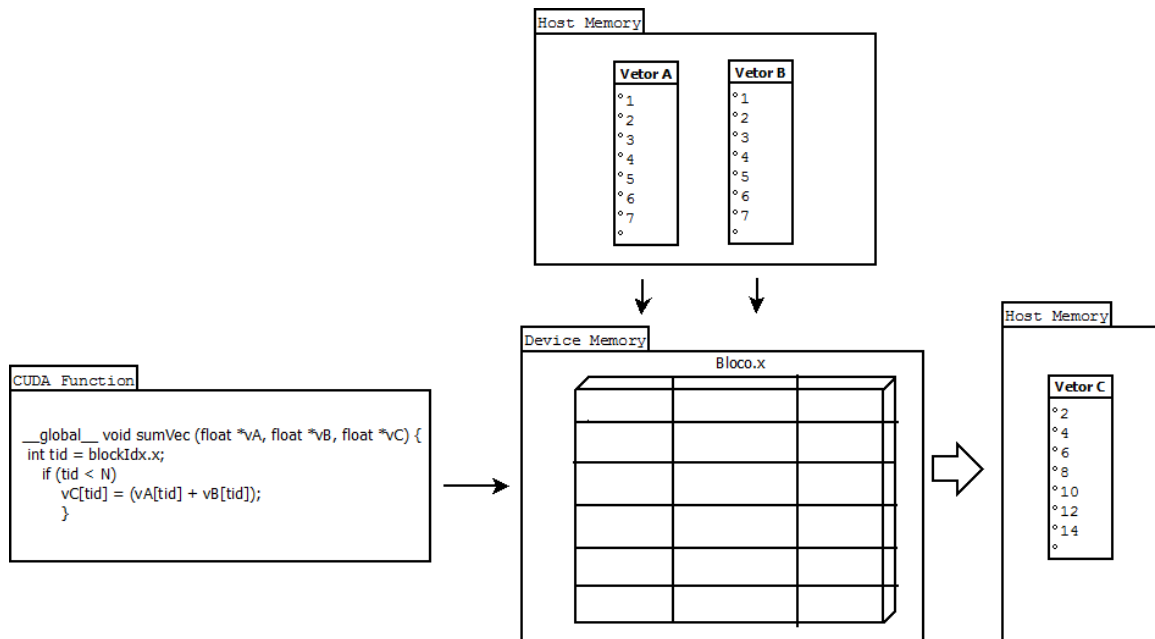 Host Memory
Vetor A
1
2
3
4
5
6
7
Vetor B
1
2
3
4
5
6
7
CUDA Function
__global__ void sumVec (float *vA, float *vB, float *vC) {
int tid = blockIdx.x;
if (tid < N)
vC[tid] = (vA[tid] + vB[tid]);
}
Device Memory
Bloco.x
Host Memory
Vetor C
2
4
6
8
10
12
14